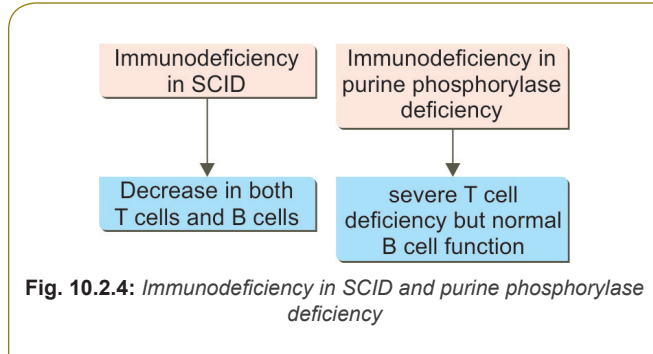 Immunodeficiency
in SCID
Decrease in both
T cells and B cells
Immunodeficiency in
purine phosphorylase
deficiency
severe T cell
deficiency but normal
B cell function
Fig. 10.2.4: Immunodeficiency in SCID and purine phosphorylase
deficiency